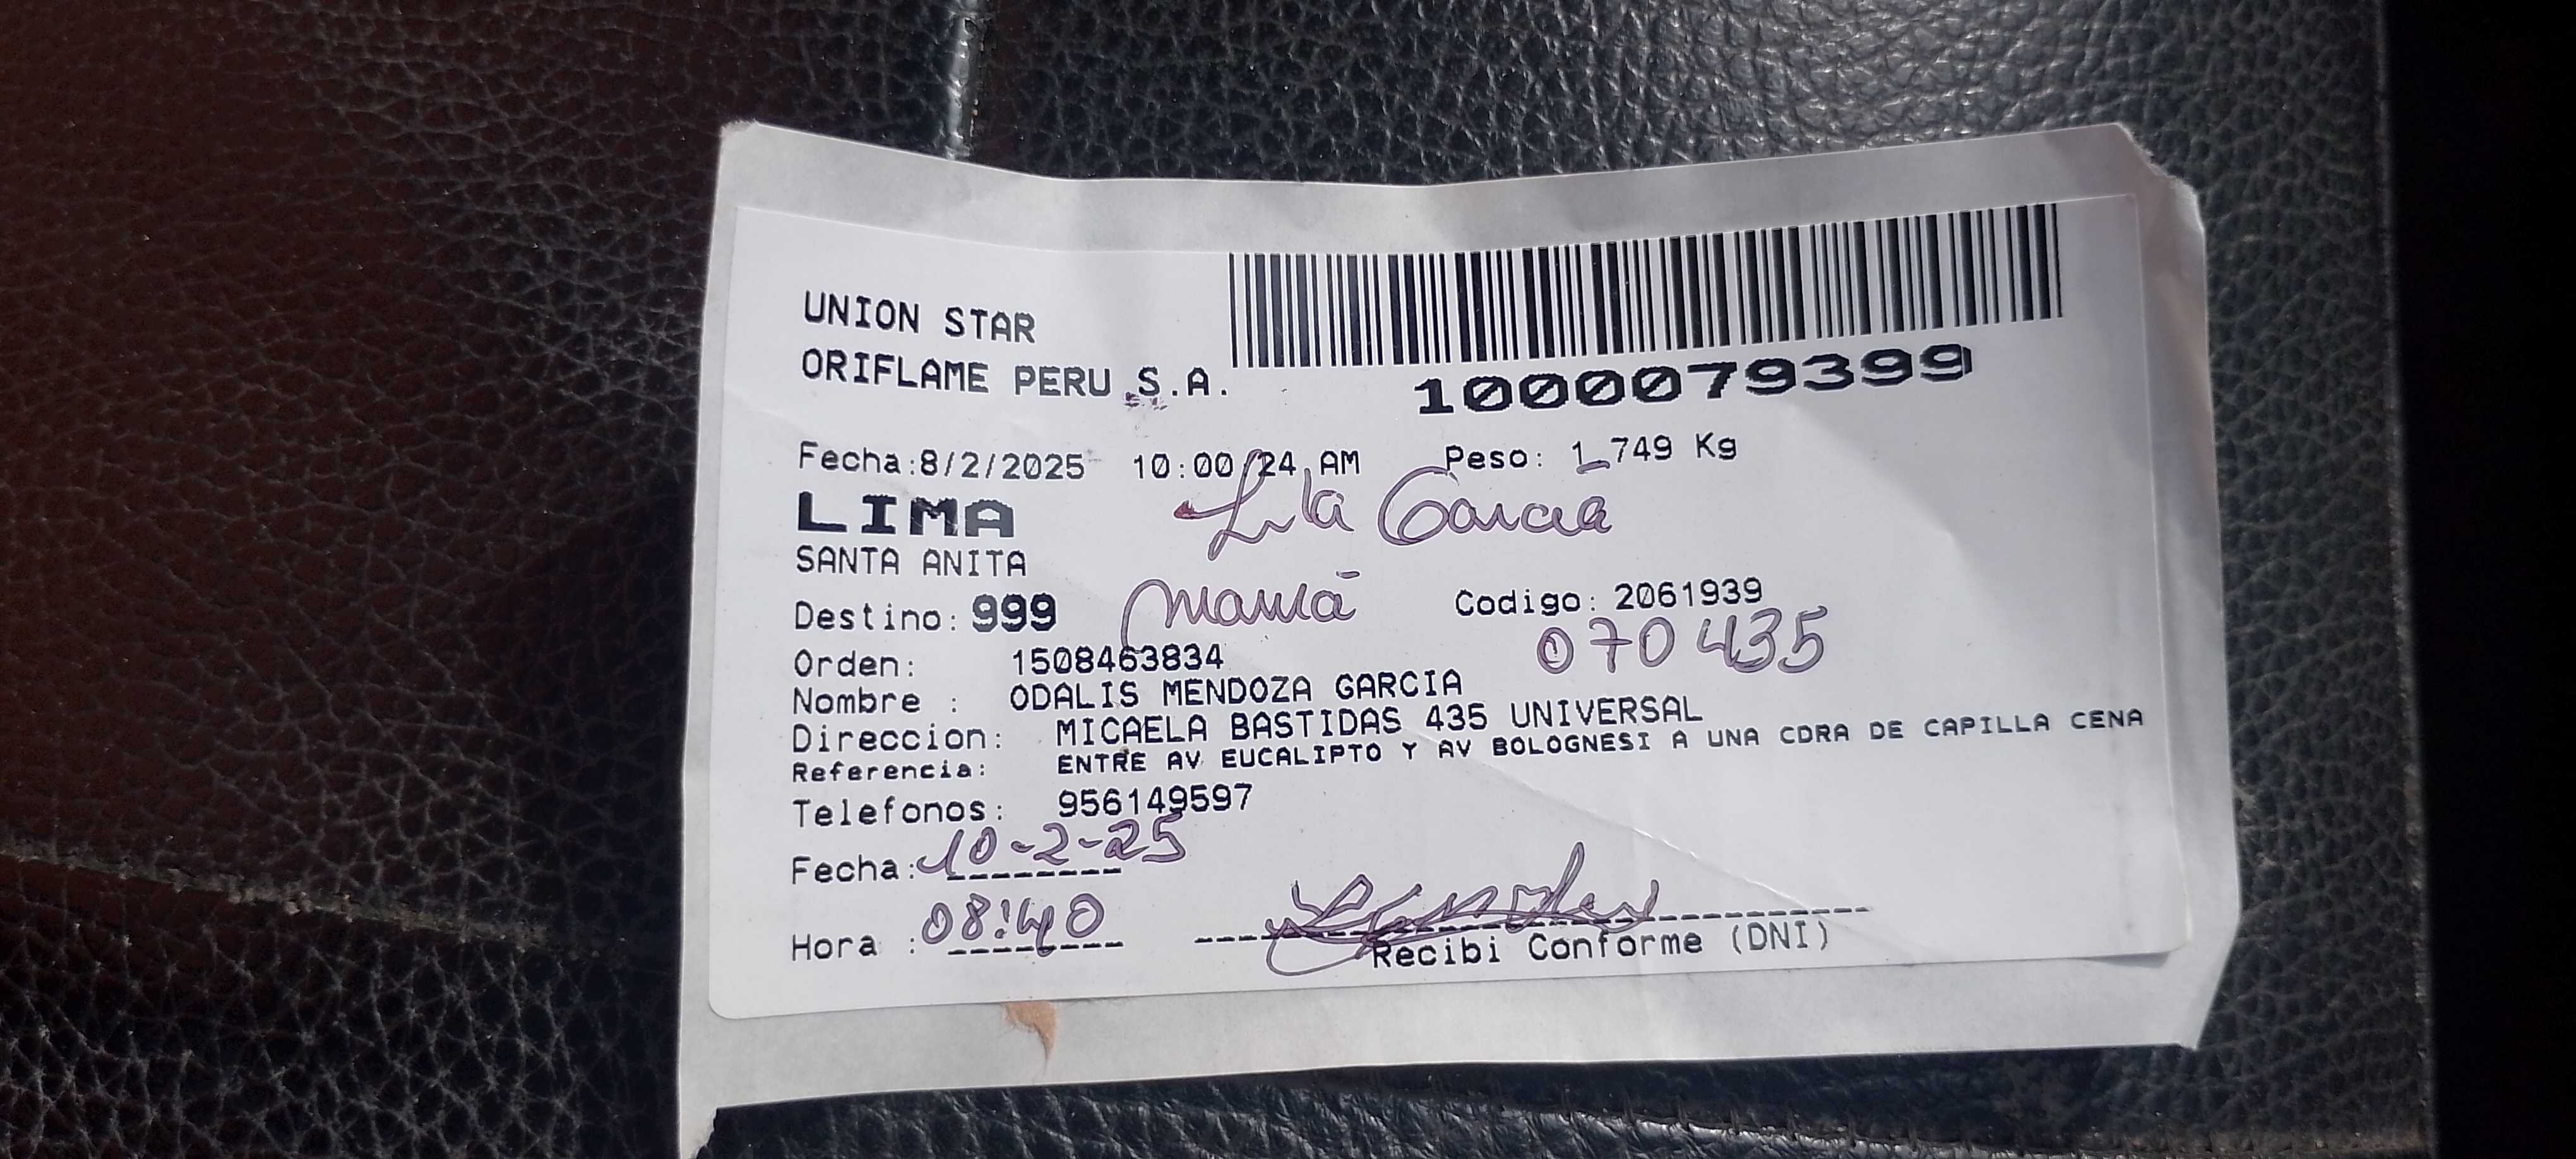 UNION STAR
ORIFLAME PERU S.A.
1000079399
Fecha:8/2/2025 10:00:24 AM Peso: 1.749 Kg
LIMA
Garcia
SANTA ANITA
Destino: 999
mamá
Codigo: 2061939
070435
Orden: 1508463834
Nombre : ODALIS MENDOZA GARCIA
Direccion: MICAELA BASTIDAS 435 UNIVERSAL
Referencia: ENTRE AV EUCALIPTO Y AV BOLOGNESI A UNA CDRA DE CAPILLA CENA
Telefonos: 956149597
Fecha: 10-2-25
Hora : 08:40
Recibi Conforme (DNI)